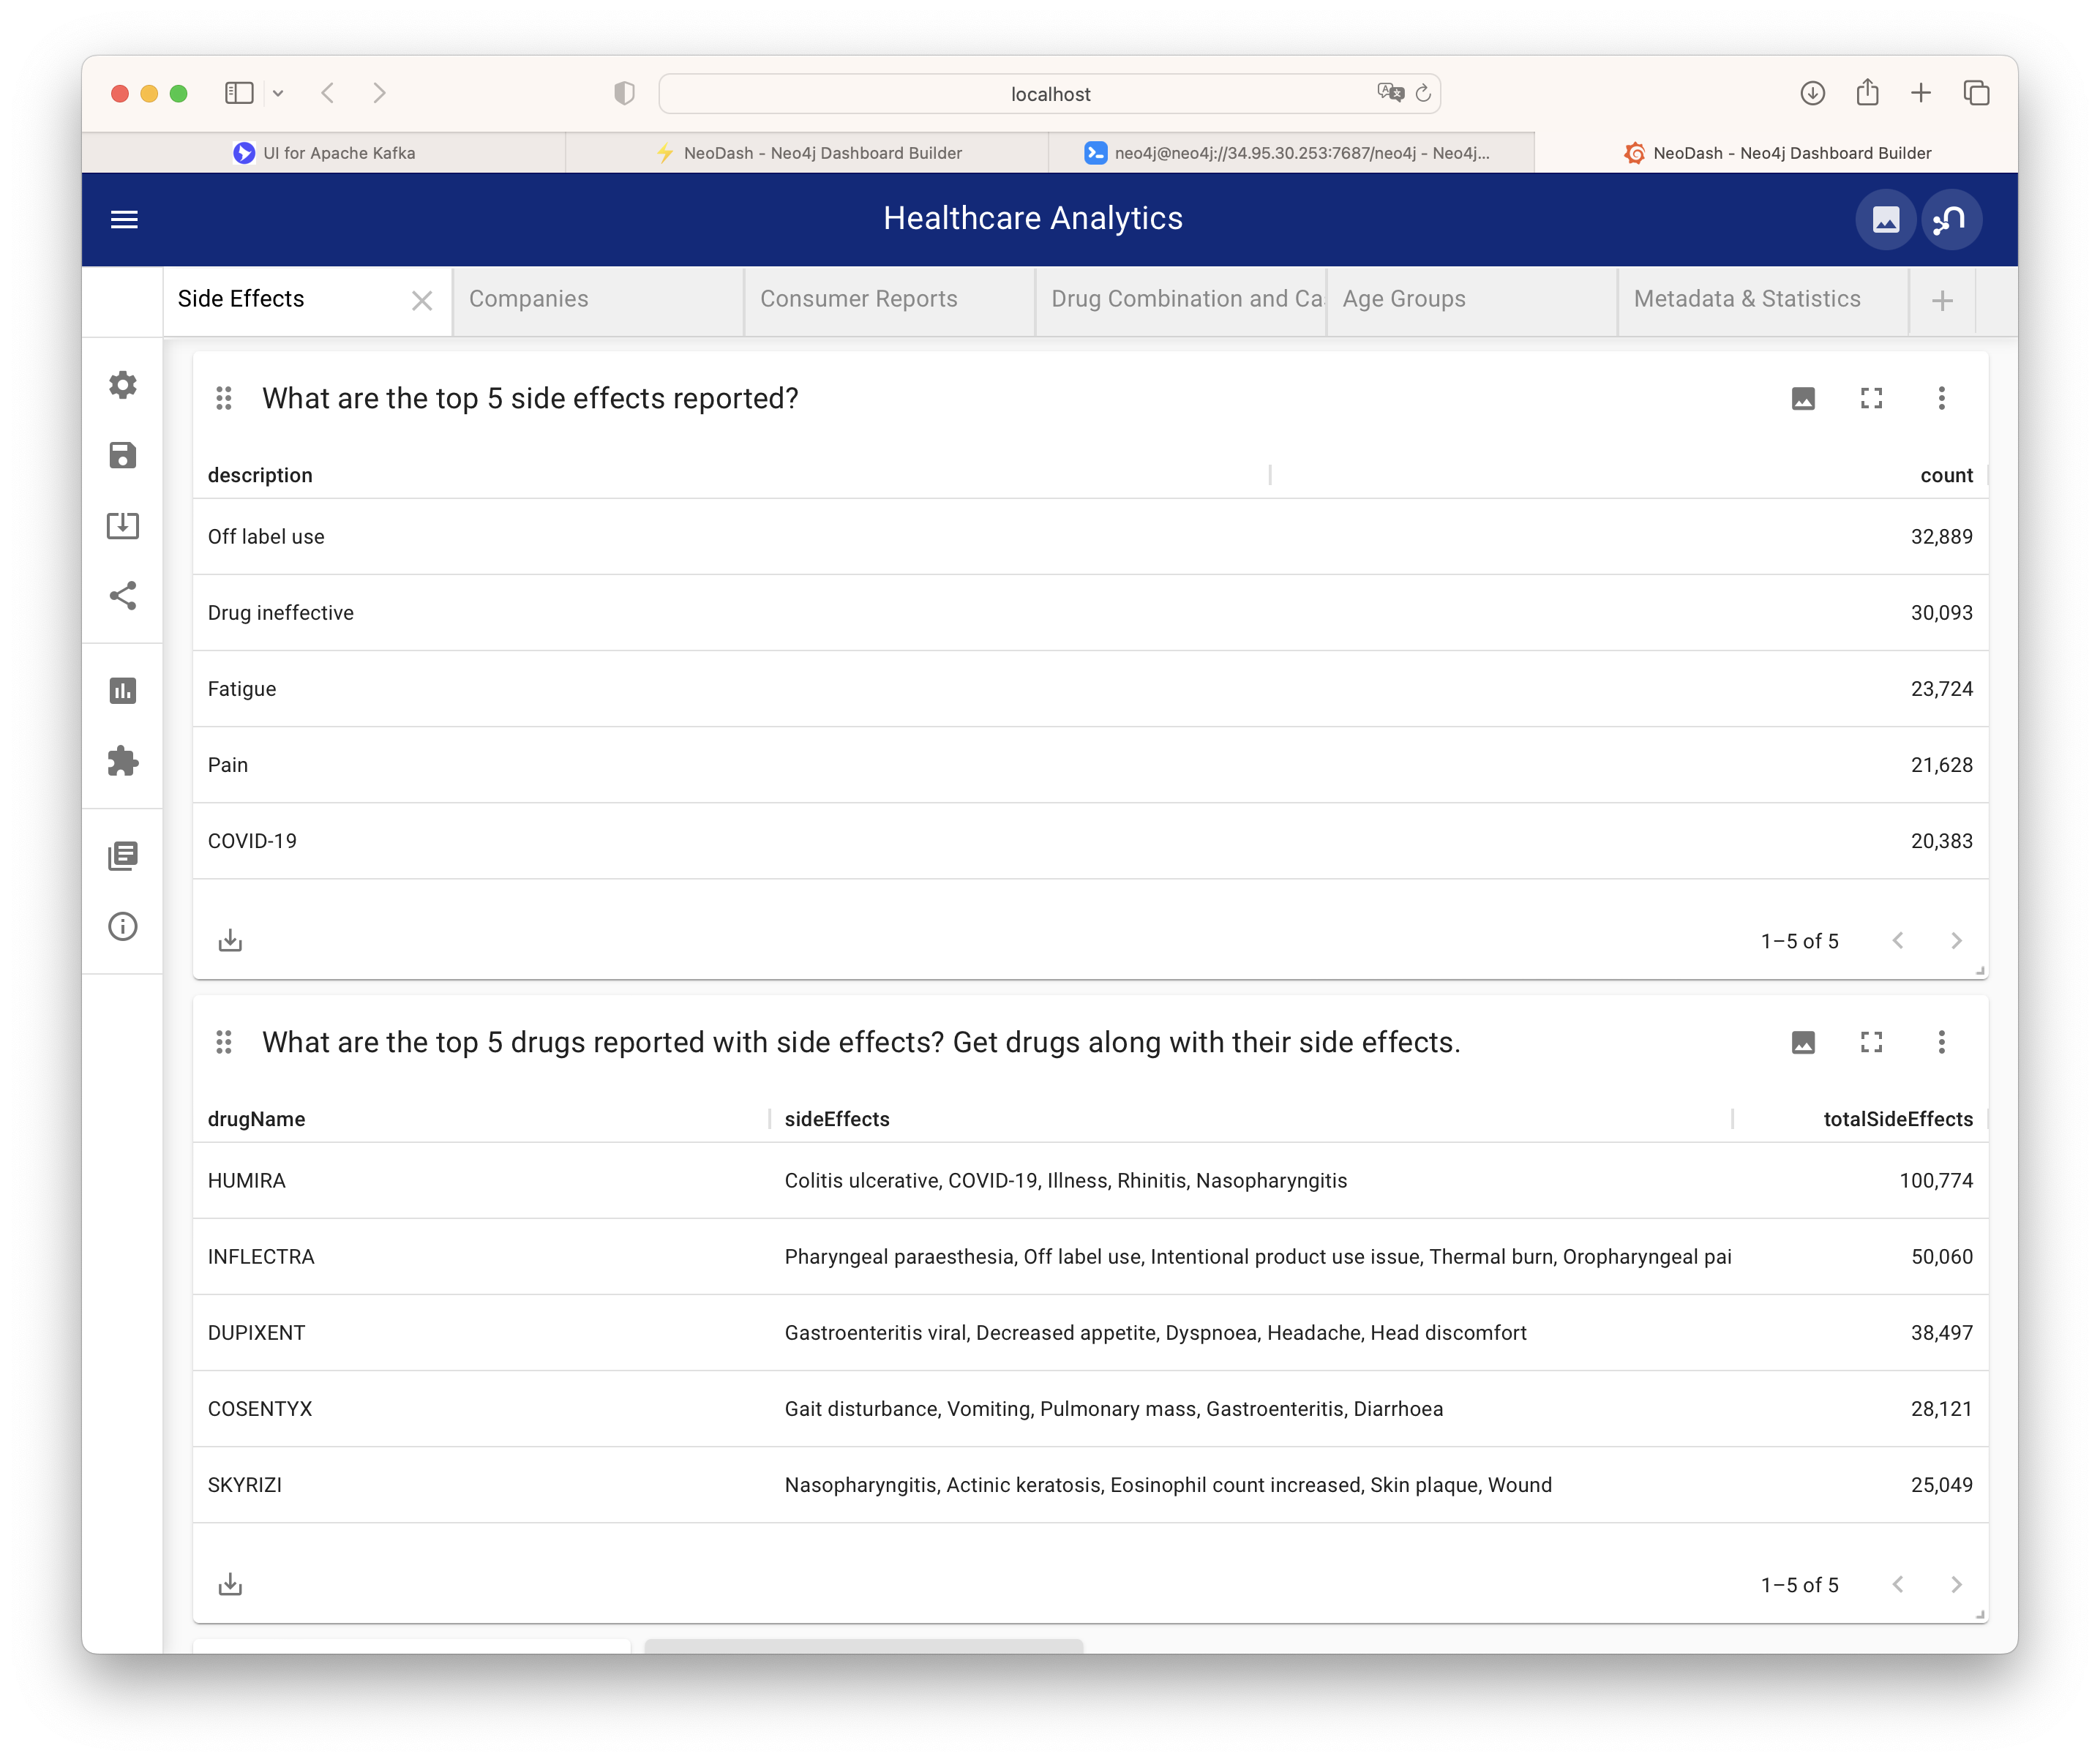 localhost
UI for Apache Kafka
NeoDash - Neo4j Dashboard Builder
neo4j@neo4j://34.95.30.253:7687/neo4j - Neo4j...
NeoDash - Neo4j Dashboard Builder
Healthcare Analytics
Side Effects
Companies
Consumer Reports
Drug Combination and Ca
Age Groups
Metadata & Statistics
What are the top 5 side effects reported?
description count
Off label use 32,889
Drug ineffective 30,093
Fatigue 23,724
Pain 21,628
COVID-19 20,383
1–5 of 5
What are the top 5 drugs reported with side effects? Get drugs along with their side effects.
drugName sideEffects totalSideEffects
HUMIRA Colitis ulcerative, COVID-19, Illness, Rhinitis, Nasopharyngitis 100,774
INFLECTRA Pharyngeal paraesthesia, Off label use, Intentional product use issue, Thermal burn, Oropharyngeal pai 50,060
DUPIXENT Gastroenteritis viral, Decreased appetite, Dyspnoea, Headache, Head discomfort 38,497
COSENTYX Gait disturbance, Vomiting, Pulmonary mass, Gastroenteritis, Diarrhoea 28,121
SKYRIZI Nasopharyngitis, Actinic keratosis, Eosinophil count increased, Skin plaque, Wound 25,049
1–5 of 5